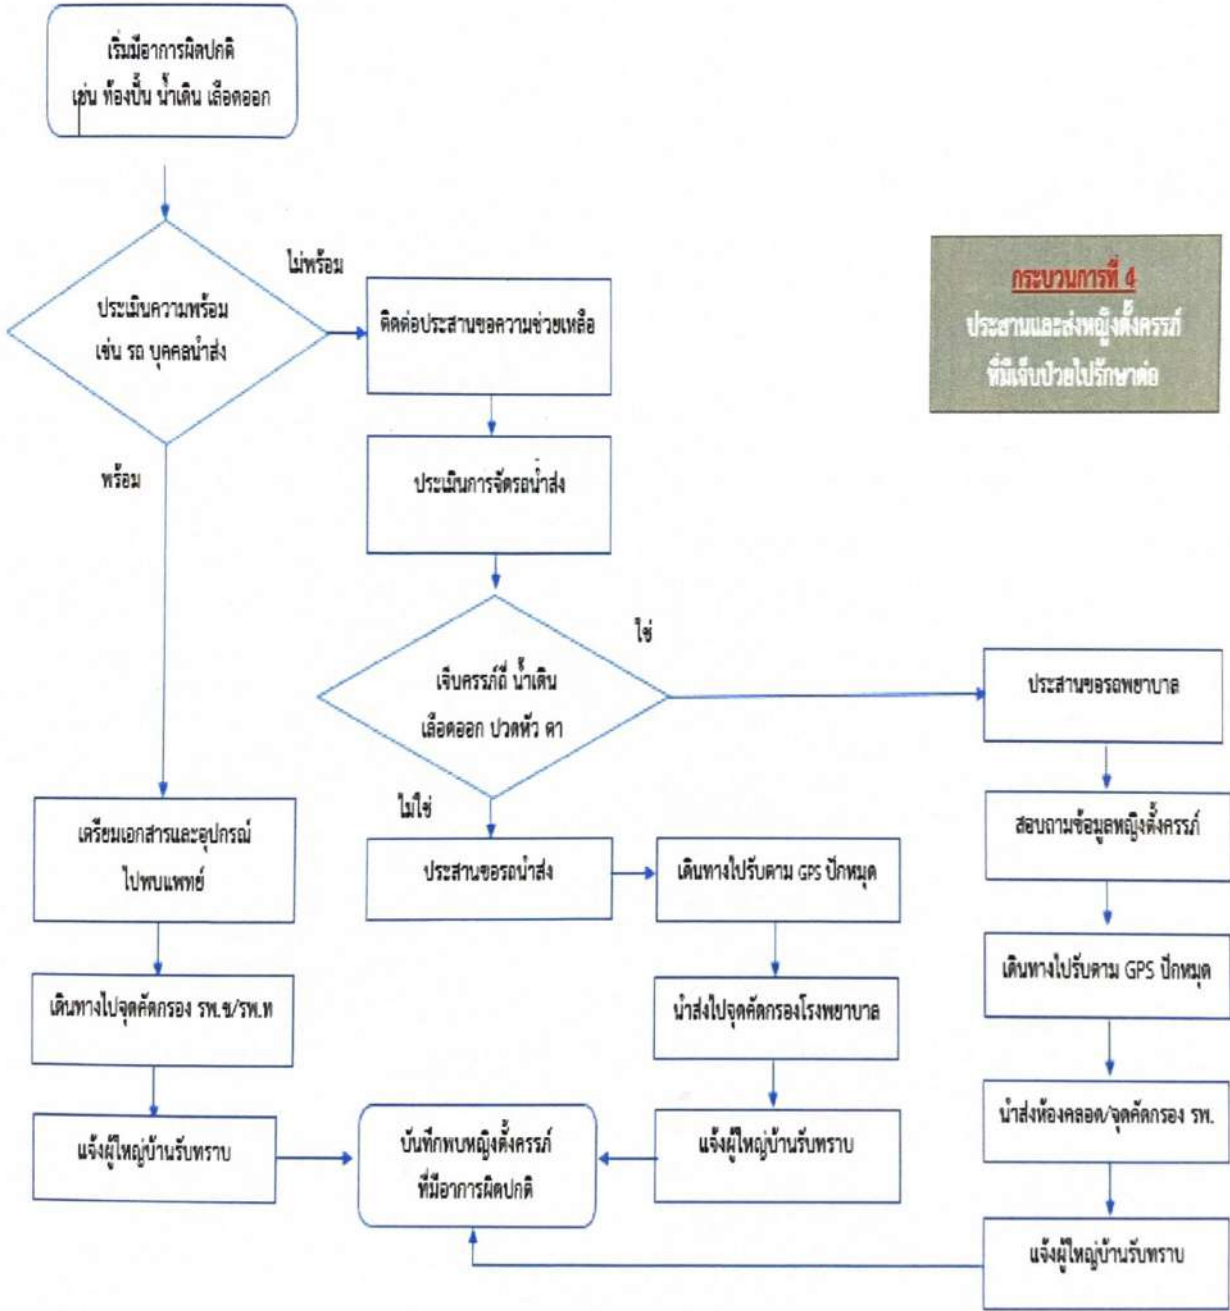 เริ่มมีอาการผิดปกติ
เช่น ท้องปั้น น้ำเดิน เลือดออก
ไม่พร้อม
ประเมินความพร้อม
เช่น รถ บุคคลนำส่ง
ติดต่อประสานขอความช่วยเหลือ
กระบวนการที่ 4
ประสานและส่งหญิงตั้งครรภ์
ที่มีเจ็บป่วยไปรักษาต่อ
พร้อม
ประเมินการจัดรถนำส่ง
ใช่
เจ็บครรภ์ถี่ น้ำเดิน
เลือดออก ปวดหัว ตา
ประสานขอรถพยาบาล
ไม่ใช่
เตรียมเอกสารและอุปกรณ์
ไปพบแพทย์
ประสานขอรถนำส่ง
เดินทางไปรับตาม GPS ปักหมุด
สอบถามข้อมูลหญิงตั้งครรภ์
เดินทางไปจุดคัดกรอง รพ.ช/รพ.ท
นำส่งไปจุดคัดกรองโรงพยาบาล
เดินทางไปรับตาม GPS ปักหมุด
แจ้งผู้ใหญ่บ้านรับทราบ
บันทึกพบหญิงตั้งครรภ์
ที่มีอาการผิดปกติ
แจ้งผู้ใหญ่บ้านรับทราบ
นำส่งห้องคลอด/จุดคัดกรอง รพ.
แจ้งผู้ใหญ่บ้านรับทราบ